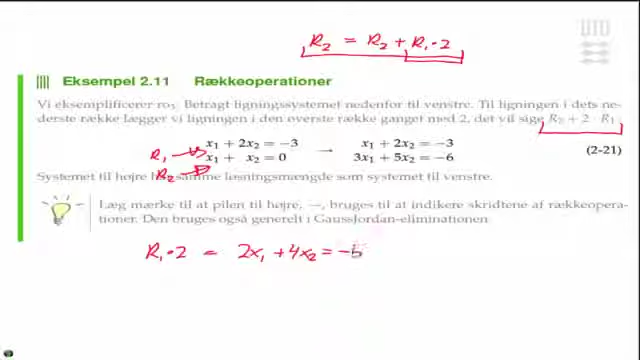 R₂ = R₂ + R₁·2
Eksempel 2.11 Rækkeoperationer
Vi eksemplificerer ro₃. Betragt ligningssystemet nedenfor til venstre. Til ligningen i dets ne-
derste række lægger vi ligningen i den øverste række ganget med 2, det vil sige R₂ + 2 · R₁
R₁ → x₁ + 2x₂ = −3 → x₁ + 2x₂ = −3
R₂ → x₁ + x₂ = 0 3x₁ + 5x₂ = −6
(2-21)
Systemet til højre samme løsningsmængde som systemet til venstre.
Læg mærke til at pilen til højre, →, bruges til at indikere skridtene af rækkeopera-
tioner. Den bruges også generelt i GaussJordan-eliminationen
R₁·2 = 2x₁ + 4x₂ = −